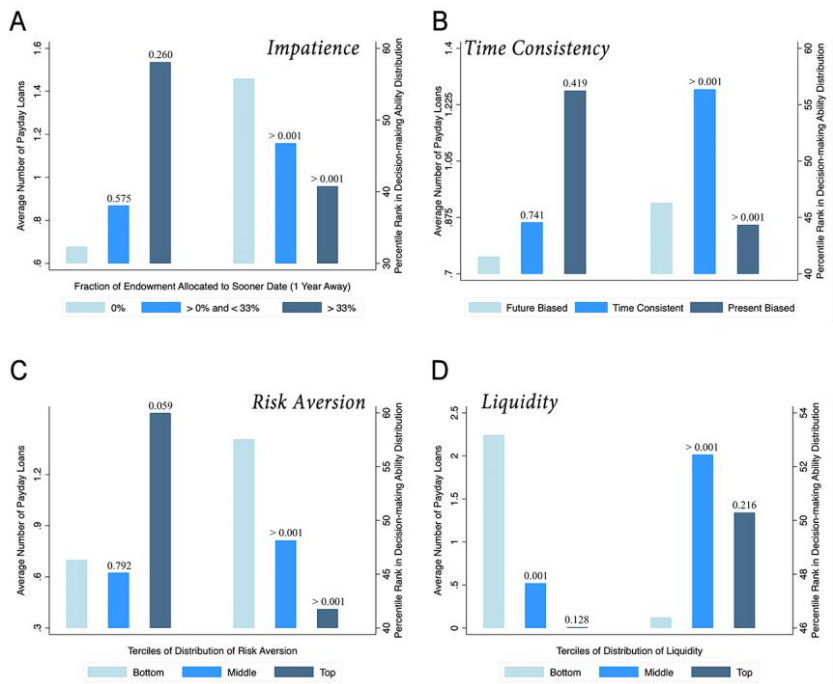 A
Impatience
Average Number of Payday Loans
1.6
1.4
1.2
1
.8
.6
0.575
0.260
> 0.001
> 0.001
60
50
40
30
Percentile Rank in Decision-making Ability Distribution
Fraction of Endowment Allocated to Sooner Date (1 Year Away)
0% > 0% and < 33% > 33%
B
Time Consistency
Average Number of Payday Loans
1.4
1.225
1.05
.875
.7
0.741
0.419
> 0.001
> 0.001
60
55
50
45
40
Percentile Rank in Decision-making Ability Distribution
Future Biased Time Consistent Present Biased
C
Risk Aversion
Average Number of Payday Loans
1.2
.9
.6
.3
0.792
0.059
> 0.001
> 0.001
60
55
50
45
40
Percentile Rank in Decision-making Ability Distribution
Terciles of Distribution of Risk Aversion
Bottom Middle Top
D
Liquidity
Average Number of Payday Loans
2.5
2
1.5
1
.5
0
0.001
0.128
> 0.001
0.216
54
52
50
48
46
Percentile Rank in Decision-making Ability Distribution
Terciles of Distribution of Liquidity
Bottom Middle Top